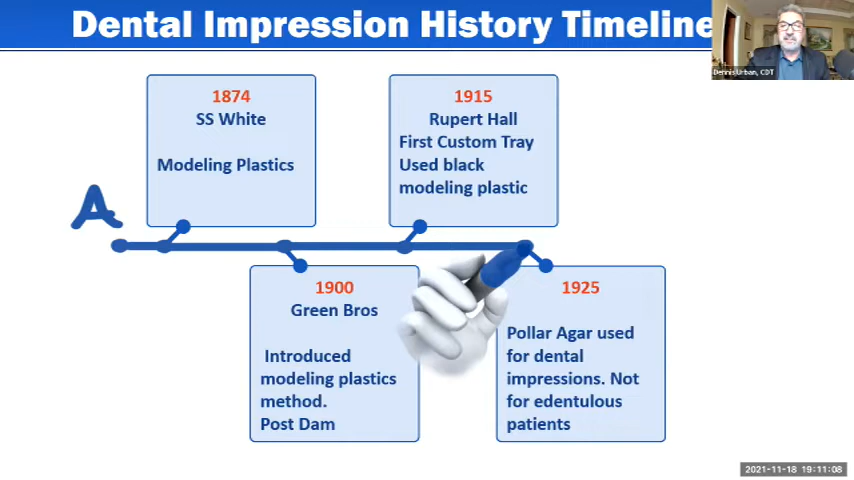 Dental Impression History Timeline
Dennis Urban, CDT
1874
SS White
Modeling Plastics
1915
Rupert Hall
First Custom Tray
Used black
modeling plastic
A
1900
Green Bros
Introduced
modeling plastics
method.
Post Dam
1925
Pollar Agar used
for dental
impressions. Not
for edentulous
patients
2021-11-18 19:11:08